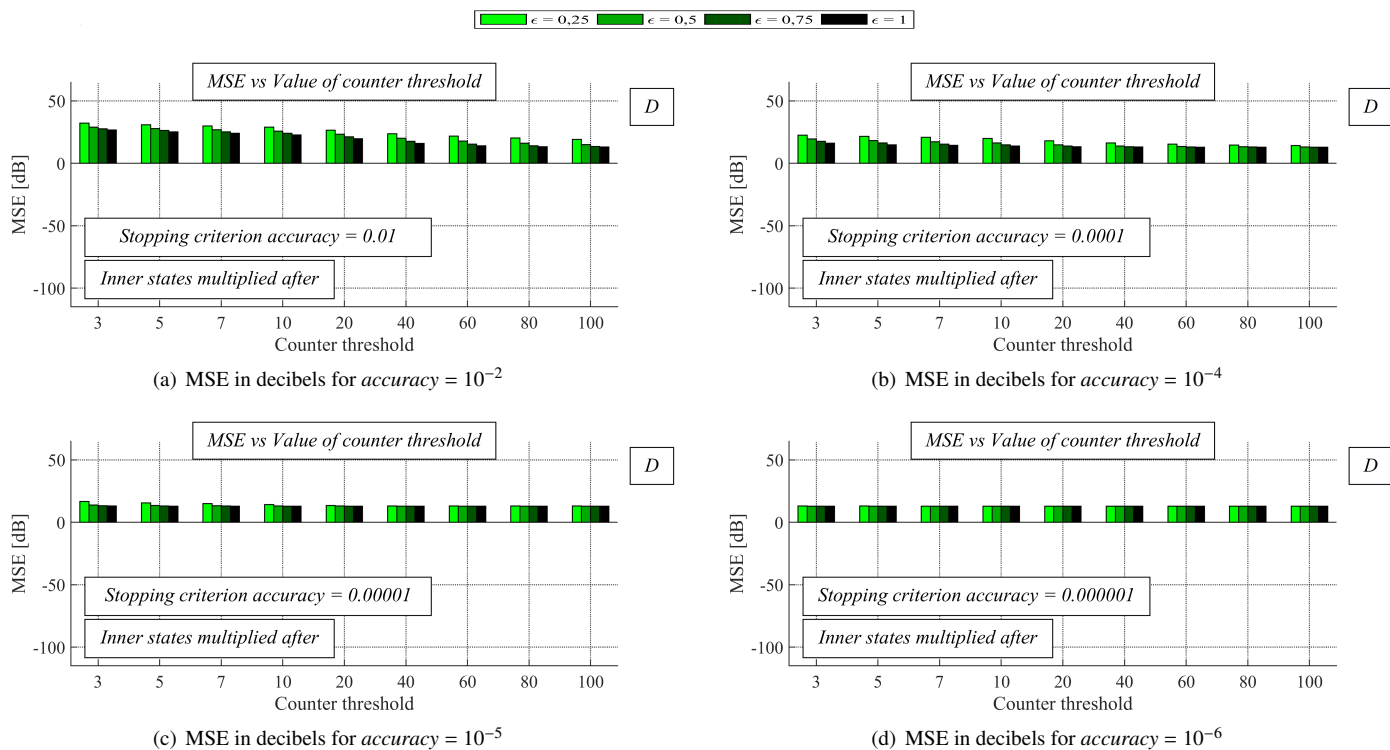 ϵ = 0,25 ϵ = 0,5 ϵ = 0,75 ϵ = 1
MSE vs Value of counter threshold
D
50
0
-50
-100
MSE [dB]
Stopping criterion accuracy = 0.01
Inner states multiplied after
3 5 7 10 20 40 60 80 100
Counter threshold
(a) MSE in decibels for accuracy = 10⁻²
MSE vs Value of counter threshold
D
50
0
-50
-100
MSE [dB]
Stopping criterion accuracy = 0.0001
Inner states multiplied after
3 5 7 10 20 40 60 80 100
Counter threshold
(b) MSE in decibels for accuracy = 10⁻⁴
MSE vs Value of counter threshold
D
50
0
-50
-100
MSE [dB]
Stopping criterion accuracy = 0.00001
Inner states multiplied after
3 5 7 10 20 40 60 80 100
Counter threshold
(c) MSE in decibels for accuracy = 10⁻⁵
MSE vs Value of counter threshold
D
50
0
-50
-100
MSE [dB]
Stopping criterion accuracy = 0.000001
Inner states multiplied after
3 5 7 10 20 40 60 80 100
Counter threshold
(d) MSE in decibels for accuracy = 10⁻⁶